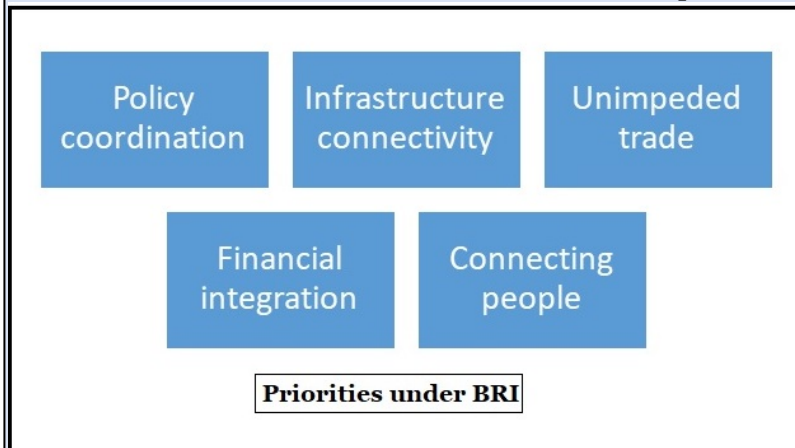 Policy
coordination
Infrastructure
connectivity
Unimpeded
trade
Financial
integration
Connecting
people
Priorities under BRI